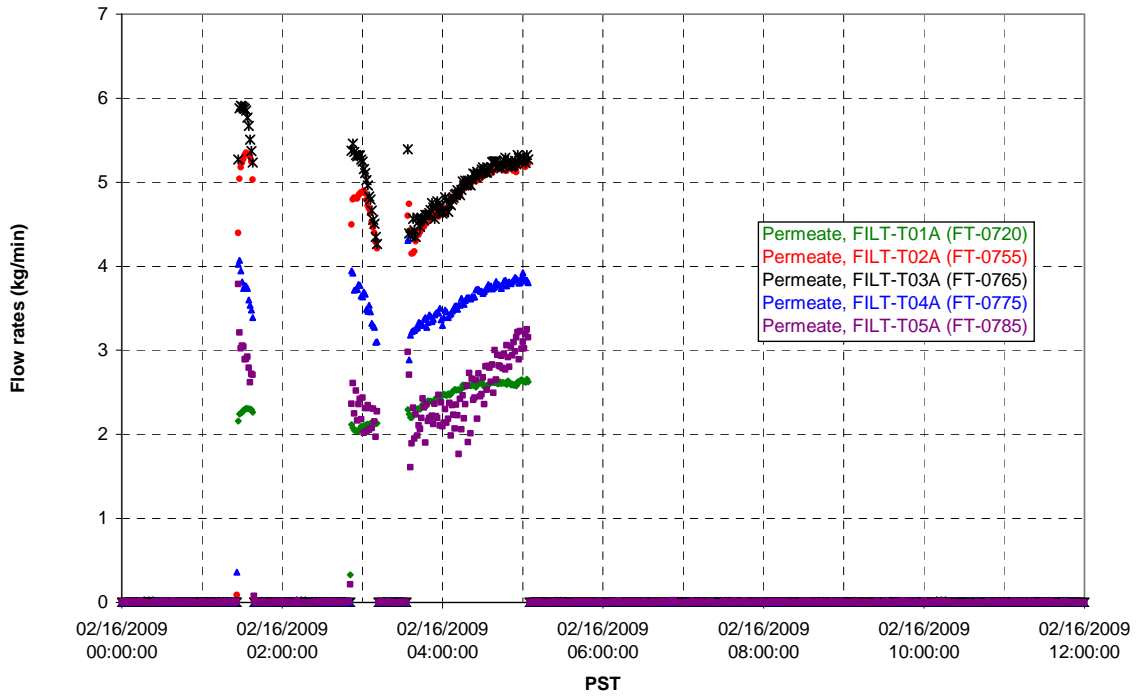 7
6
5
4
3
2
1
0
Flow rates (kg/min)
Permeate, FILT-T01A (FT-0720)
Permeate, FILT-T02A (FT-0755)
Permeate, FILT-T03A (FT-0765)
Permeate, FILT-T04A (FT-0775)
Permeate, FILT-T05A (FT-0785)
02/16/2009 02/16/2009 02/16/2009 02/16/2009 02/16/2009 02/16/2009 02/16/2009
00:00:00 02:00:00 04:00:00 06:00:00 08:00:00 10:00:00 12:00:00
PST